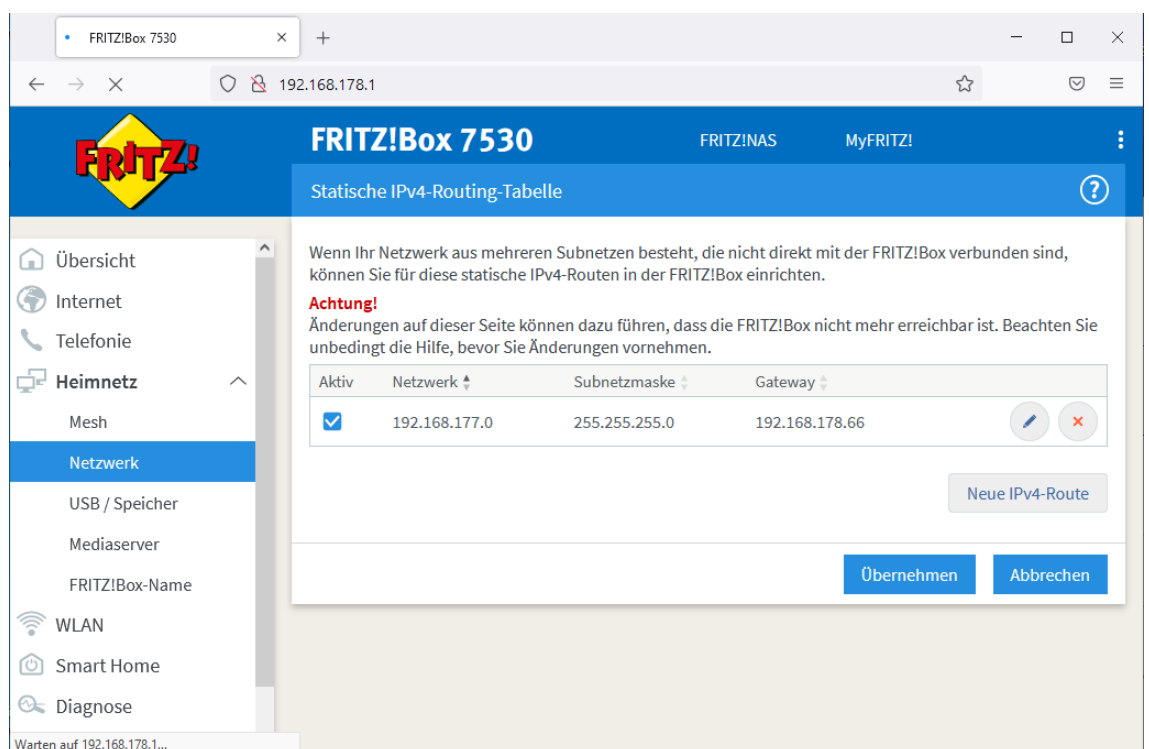 FRITZ!Box 7530
192.168.178.1
FRITZ!
FRITZ!Box 7530
FRITZ!NAS
MyFRITZ!
Statische IPv4-Routing-Tabelle
?
Übersicht
Internet
Telefonie
Heimnetz
Mesh
Netzwerk
USB / Speicher
Mediaserver
FRITZ!Box-Name
WLAN
Smart Home
Diagnose
Warten auf 192.168.178.1...
Wenn Ihr Netzwerk aus mehreren Subnetzen besteht, die nicht direkt mit der FRITZ!Box verbunden sind,
können Sie für diese statische IPv4-Routen in der FRITZ!Box einrichten.
Achtung!
Änderungen auf dieser Seite können dazu führen, dass die FRITZ!Box nicht mehr erreichbar ist. Beachten Sie
unbedingt die Hilfe, bevor Sie Änderungen vornehmen.
Aktiv Netzwerk Subnetzmaske Gateway
192.168.177.0 255.255.255.0 192.168.178.66
Neue IPv4-Route
Übernehmen Abbrechen